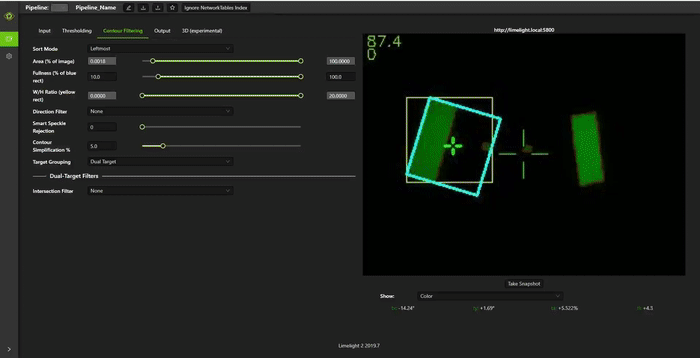 Pipeline: Pipeline_Name Ignore NetworkTables Index
Input Thresholding Contour Filtering Output 3D (experimental)
http://limelight.local:5800
Sort Mode Leftmost
Area (% of image) 0.0018 100.0000
Fullness (% of blue rect) 10.0 100.0
W/H Ratio (yellow rect) 0.0000 20.0000
Direction Filter None
Smart Speckle Rejection 0
Contour Simplification % 5.0
Target Grouping Dual Target
Dual-Target Filters
Intersection Filter None
87.4
0
Take Snapshot
Show: Color
-14.24° +1.69° +5.322% +4.3
Limelight 2 2019.7